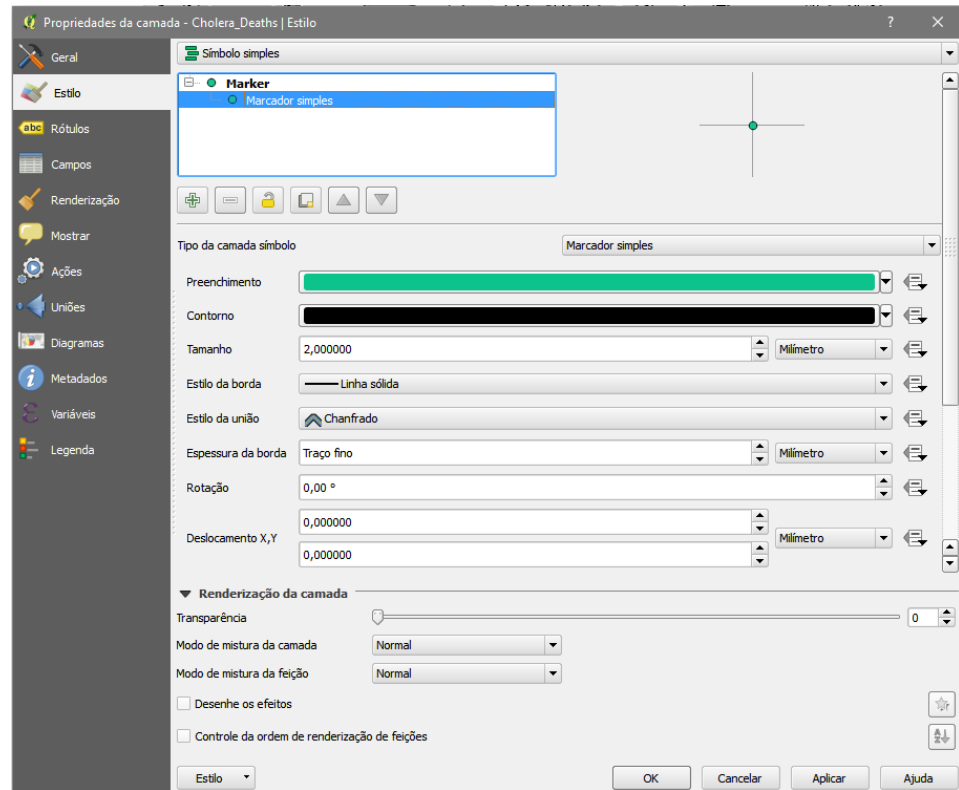 Propriedades da camada - Cholera_Deaths | Estilo
Geral
Estilo
abc Rótulos
Campos
Renderização
Mostrar
Ações
Uniões
Diagramas
Metadados
Variáveis
Legenda
Símbolo simples
Marker
Marcador simples
Tipo da camada símbolo Marcador simples
Preenchimento
Contorno
Tamanho 2,000000 Milímetro
Estilo da borda Linha sólida
Estilo da união Chanfrado
Espessura da borda Traço fino Milímetro
Rotação 0,00 °
0,000000
Deslocamento X,Y Milímetro
0,000000
Renderização da camada
Transparência 0
Modo de mistura da camada Normal
Modo de mistura da feição Normal
Desenhe os efeitos
Controle da ordem de renderização de feições
Estilo OK Cancelar Aplicar Ajuda